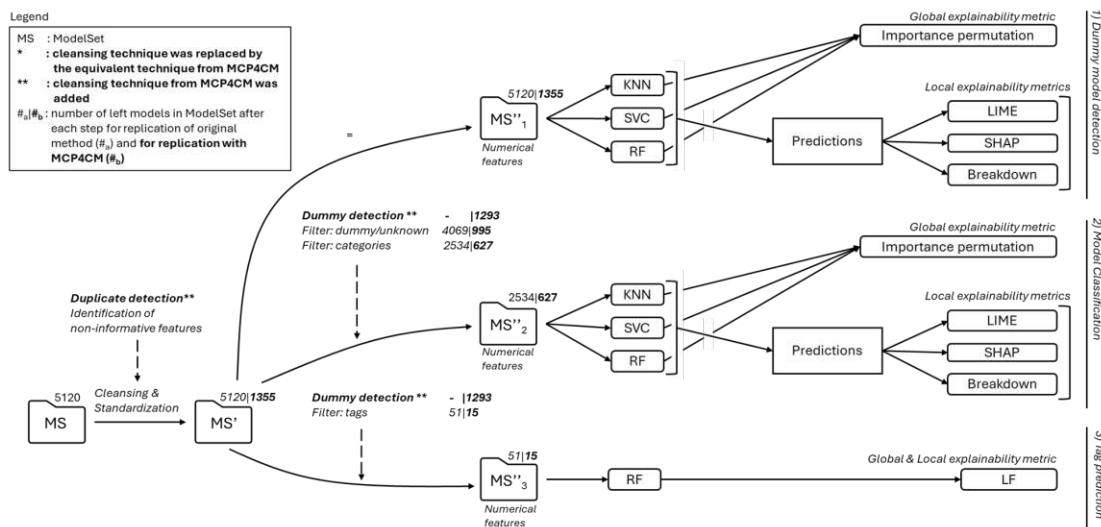 Legend
MS : ModelSet
* : cleansing technique was replaced by
the equivalent technique from MCP4CM
** : cleansing technique from MCP4CM was
added
#a|#b : number of left models in ModelSet after
each step for replication of original
method (#a) and for replication with
MCP4CM (#b)
1) Dummy model detection
Global explainability metric
Importance permutation
5120|1355
MS''1
Numerical
features
=
KNN
SVC
RF
Predictions
Local explainability metrics
LIME
SHAP
Breakdown
Dummy detection ** - |1293
Filter: dummy/unknown 4069|995
Filter: categories 2534|627
2) Model Classification
Global explainability metric
Importance permutation
2534|627
MS''2
Numerical
features
KNN
SVC
RF
Predictions
Local explainability metrics
LIME
SHAP
Breakdown
Duplicate detection**
Identification of
non-informative features
5120
MS
Cleansing &
Standardization
5120|1355
MS'
Dummy detection ** - |1293
Filter: tags 51|15
3) Tag prediction
51|15
MS''3
Numerical
features
RF
Global & Local explainability metric
LF